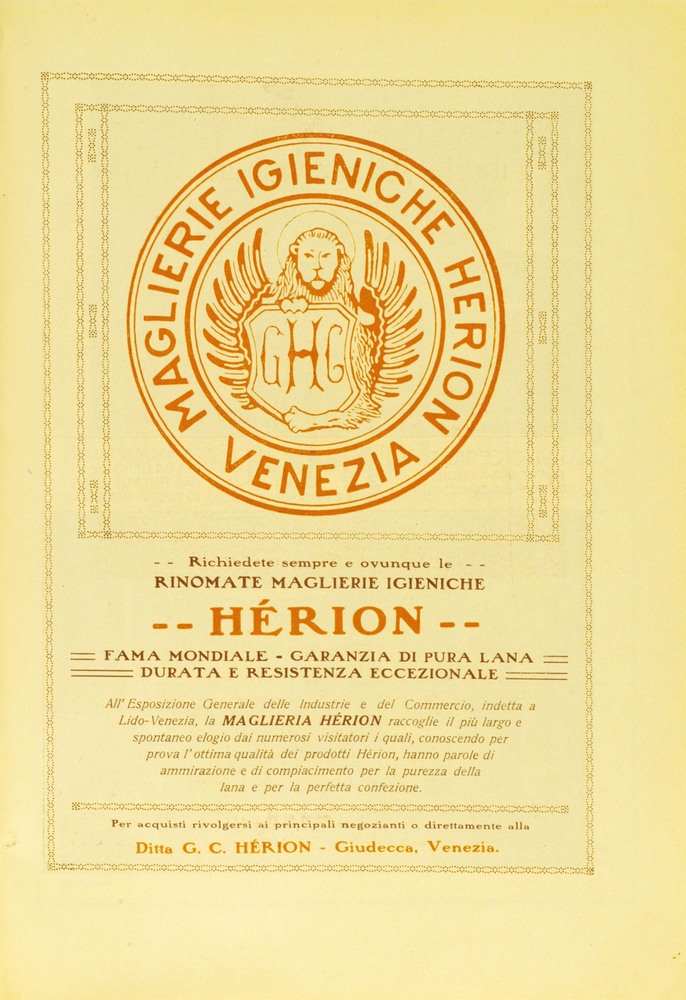 MAGLIERIE IGIENICHE HERION
VENEZIA
GHC
-- Richiedete sempre e ovunque le --
RINOMATE MAGLIERIE IGIENICHE
-- HÉRION --
FAMA MONDIALE - GARANZIA DI PURA LANA
DURATA E RESISTENZA ECCEZIONALE
All' Esposizione Generale delle Industrie e del Commercio, indetta a
Lido-Venezia, la MAGLIERIA HÉRION raccoglie il più largo e
spontaneo elogio dai numerosi visitatori i quali, conoscendo per
prova l' ottima qualità dei prodotti Hérion, hanno parole di
ammirazione e di compiacimento per la purezza della
lana e per la perfetta confezione.
Per acquisti rivolgersi ai principali negozianti o direttamente alla
Ditta G. C. HÉRION - Giudecca, Venezia.